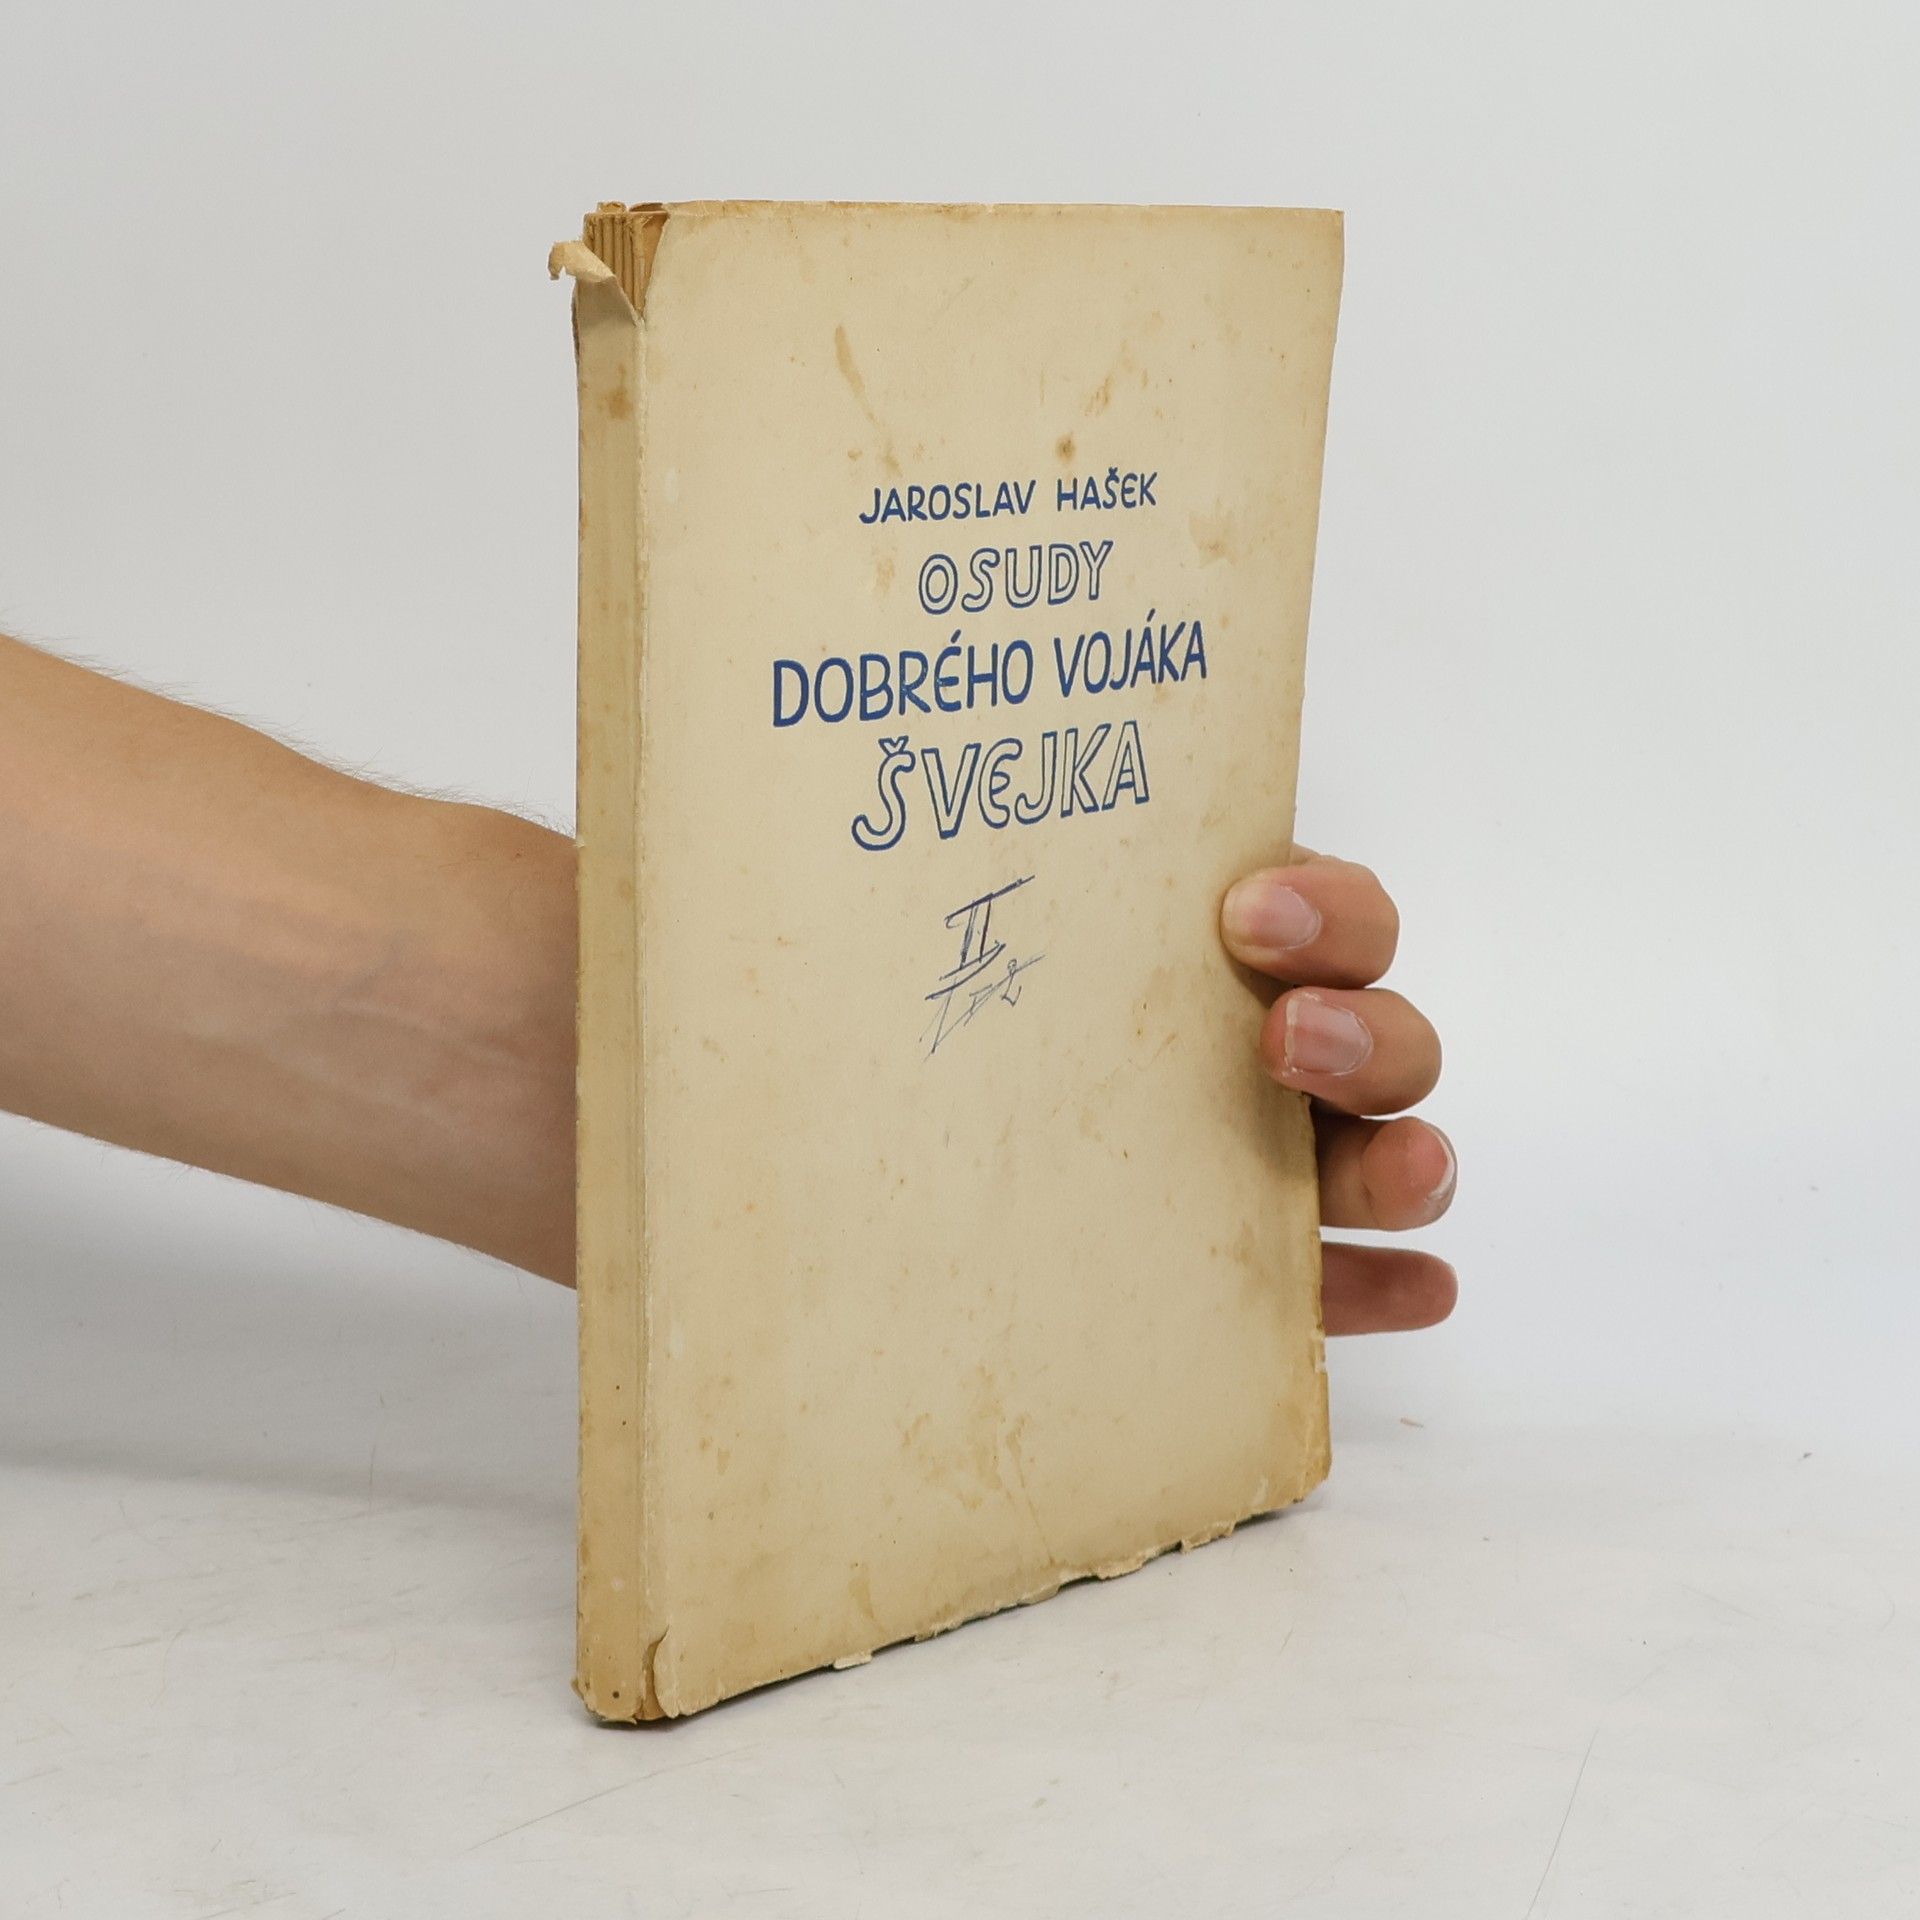 JAROSLAV HAŠEK
OSUDY
DOBRÉHO VOJÁKA
ŠVEJKA
II